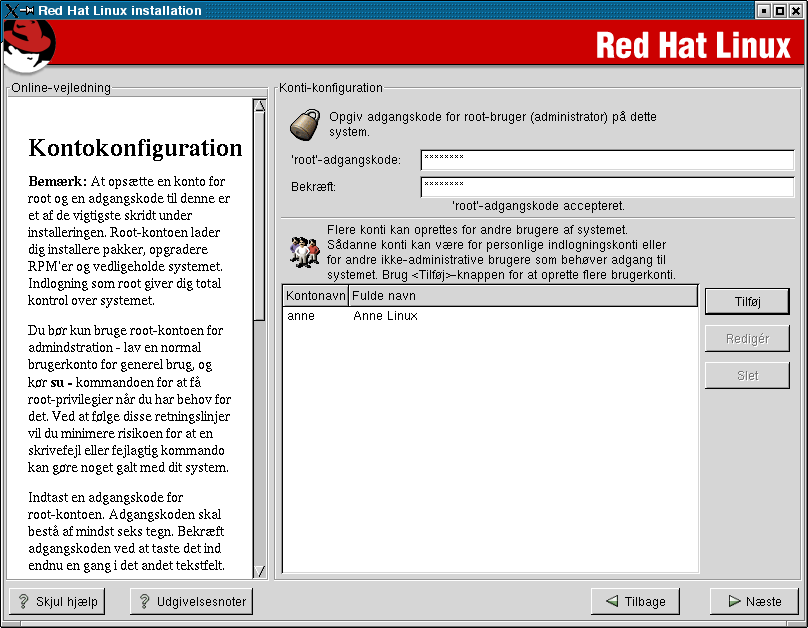 Red Hat Linux installation
Red Hat Linux
Online-vejledning
Kontokonfiguration
Bemærk: At opsætte en konto for
root og en adgangskode til denne er
et af de vigtigste skridt under
installeringen. Root-kontoen lader
dig installere pakker, opgradere
RPM'er og vedligeholde systemet.
Indlogning som root giver dig total
kontrol over systemet.
Du bør kun bruge root-kontoen for
admindstration - lav en normal
brugerkonto for generel brug, og
kør su - kommandoen for at få
root-privilegier når du har behov for
det. Ved at følge disse retningslinjer
vil du minimere risikoen for at en
skrivefejl eller fejlagtig kommando
kan gøre noget galt med dit system.
Indtast en adgangskode for
root-kontoen. Adgangskoden skal
bestå af mindst seks tegn. Bekræft
adgangskoden ved at taste det ind
endnu en gang i det andet tekstfelt.
Konti-konfiguration
Opgiv adgangskode for root-bruger (administrator) på dette
system.
'root'-adgangskode: ********
Bekræft: ********
'root'-adgangskode accepteret.
Flere konti kan oprettes for andre brugere af systemet.
Sådanne konti kan være for personlige indlogningskonti eller
for andre ikke-administrative brugere som behøver adgang til
systemet. Brug <Tilføj>-knappen for at oprette flere brugerkonti.
Kontonavn Fulde navn
anne Anne Linux
Tilføj
Redigér
Slet
Skjul hjælp
Udgivelsesnoter
Tilbage
Næste